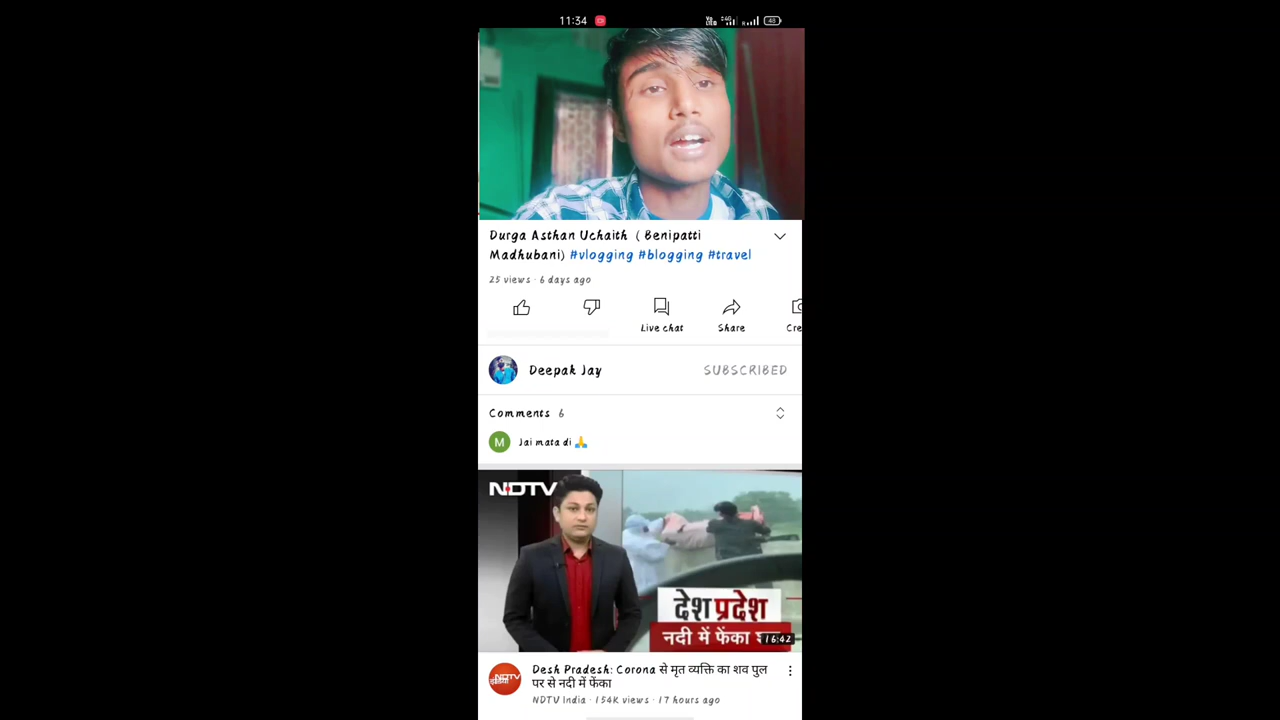 11:34
48
Durga Asthan Uchaith ( Benipatti
Madhubani) #vlogging #blogging #travel
25 views · 6 days ago
Live chat
Share
Cre
Deepak Jay
SUBSCRIBED
Comments 6
M
Jai mata di 🙏
NDTV
देश प्रदेश
नदी में फेंका
16:42
Desh Pradesh: Corona से मृत व्यक्ति का शव पुल
पर से नदी में फेंका
NDTV India · 154K views · 17 hours ago